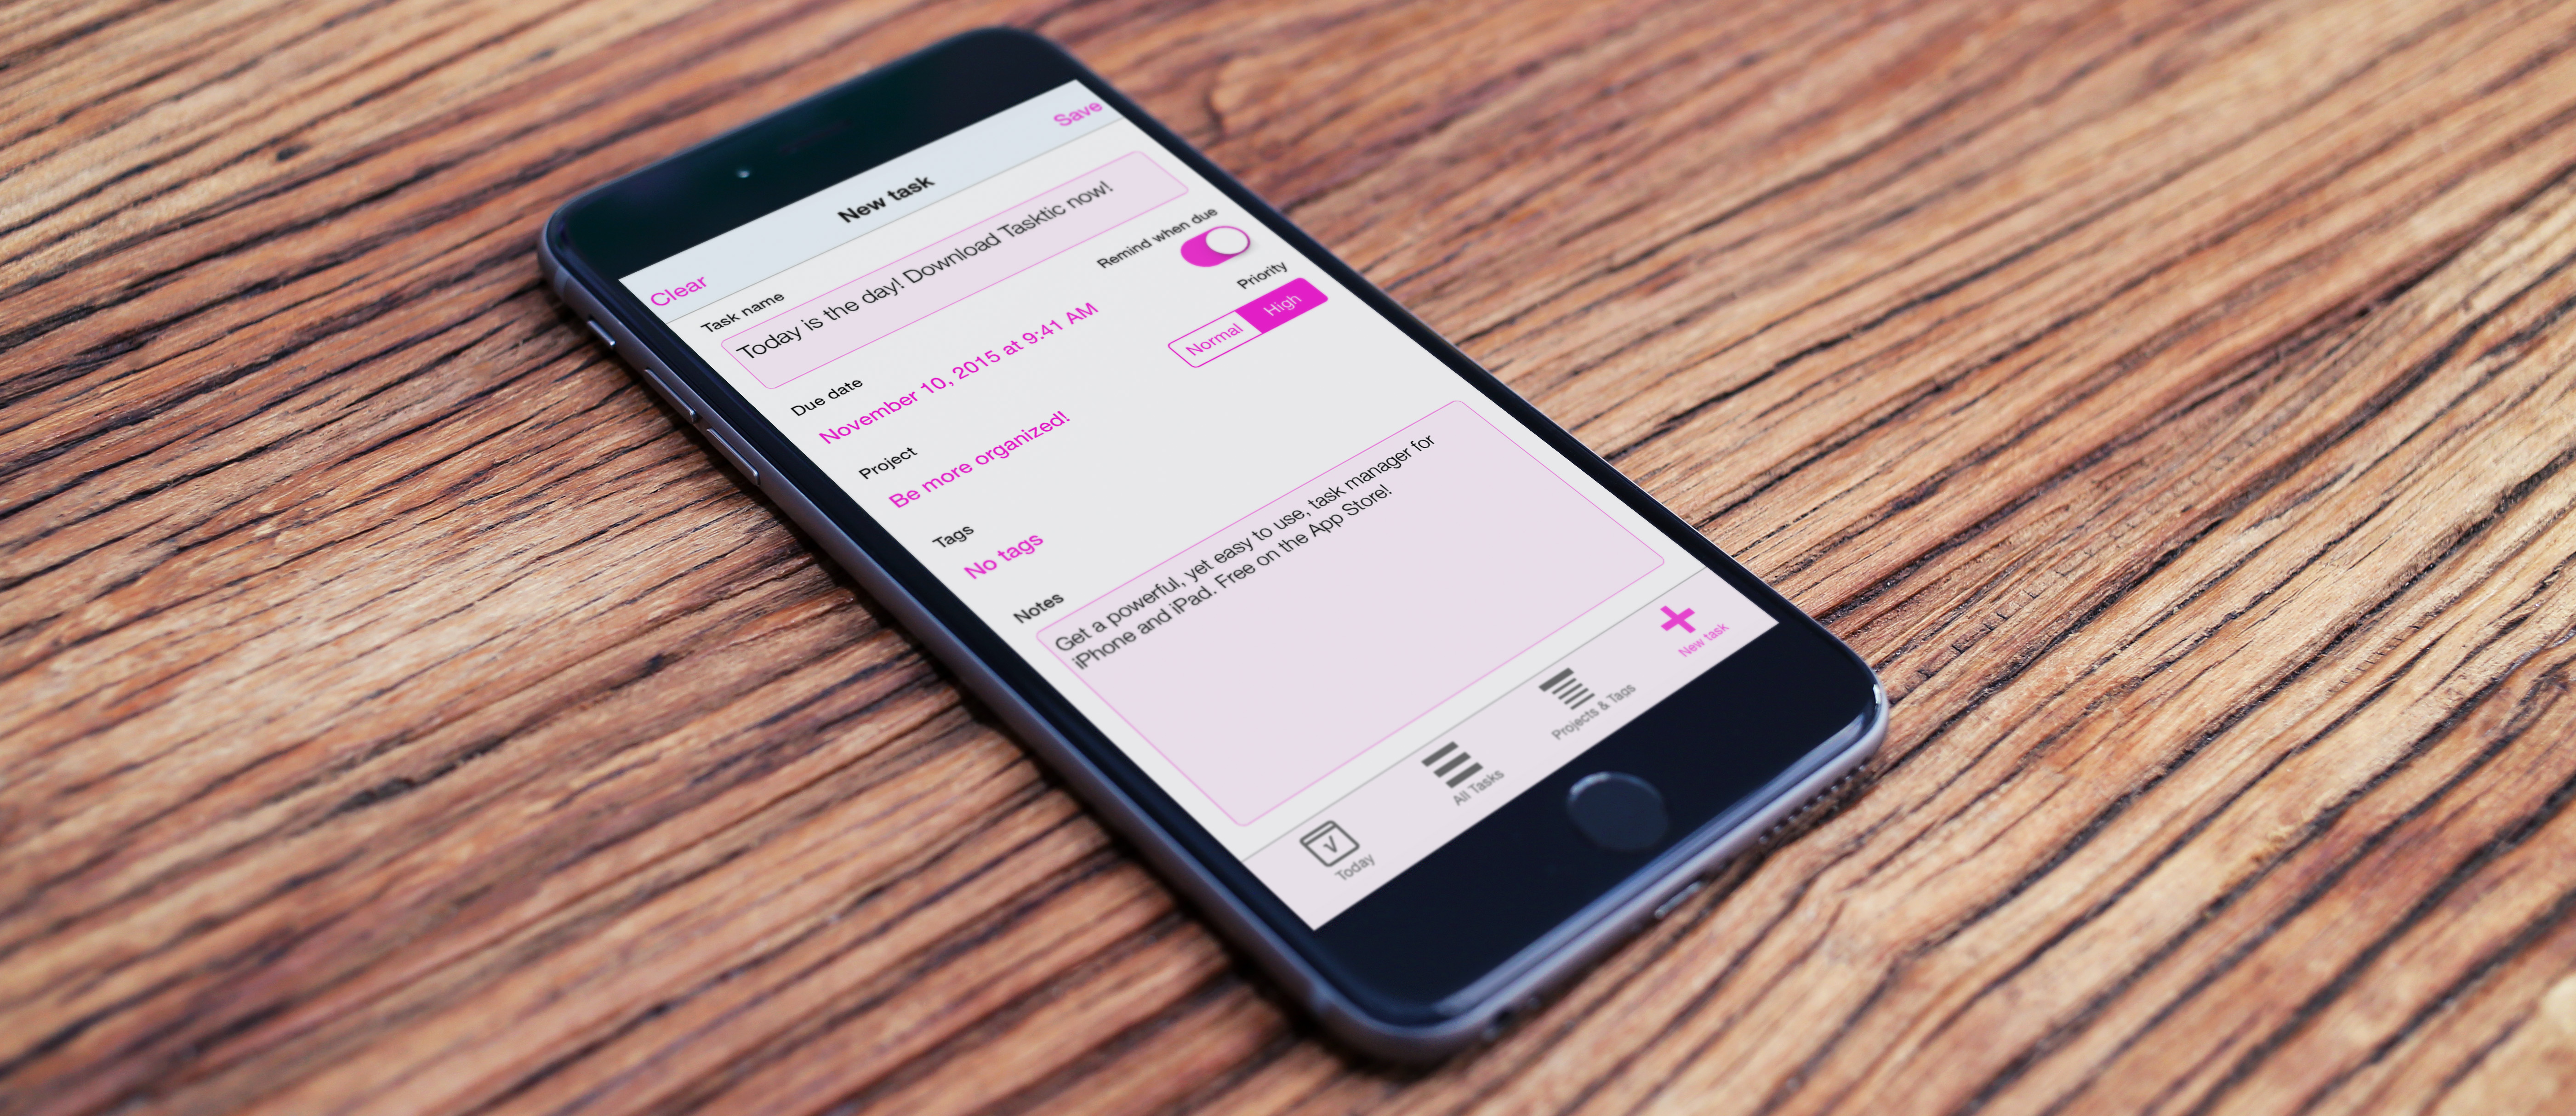 Clear
New task
Save
Task name
Today is the day! Download Tasktic now!
Due date
November 10, 2015 at 9:41 AM
Remind when due
Project
Be more organized!
Priority
Normal
High
Tags
No tags
Notes
Get a powerful, yet easy to use, task manager for
iPhone and iPad. Free on the App Store!
Today
All Tasks
Projects & Tags
New task